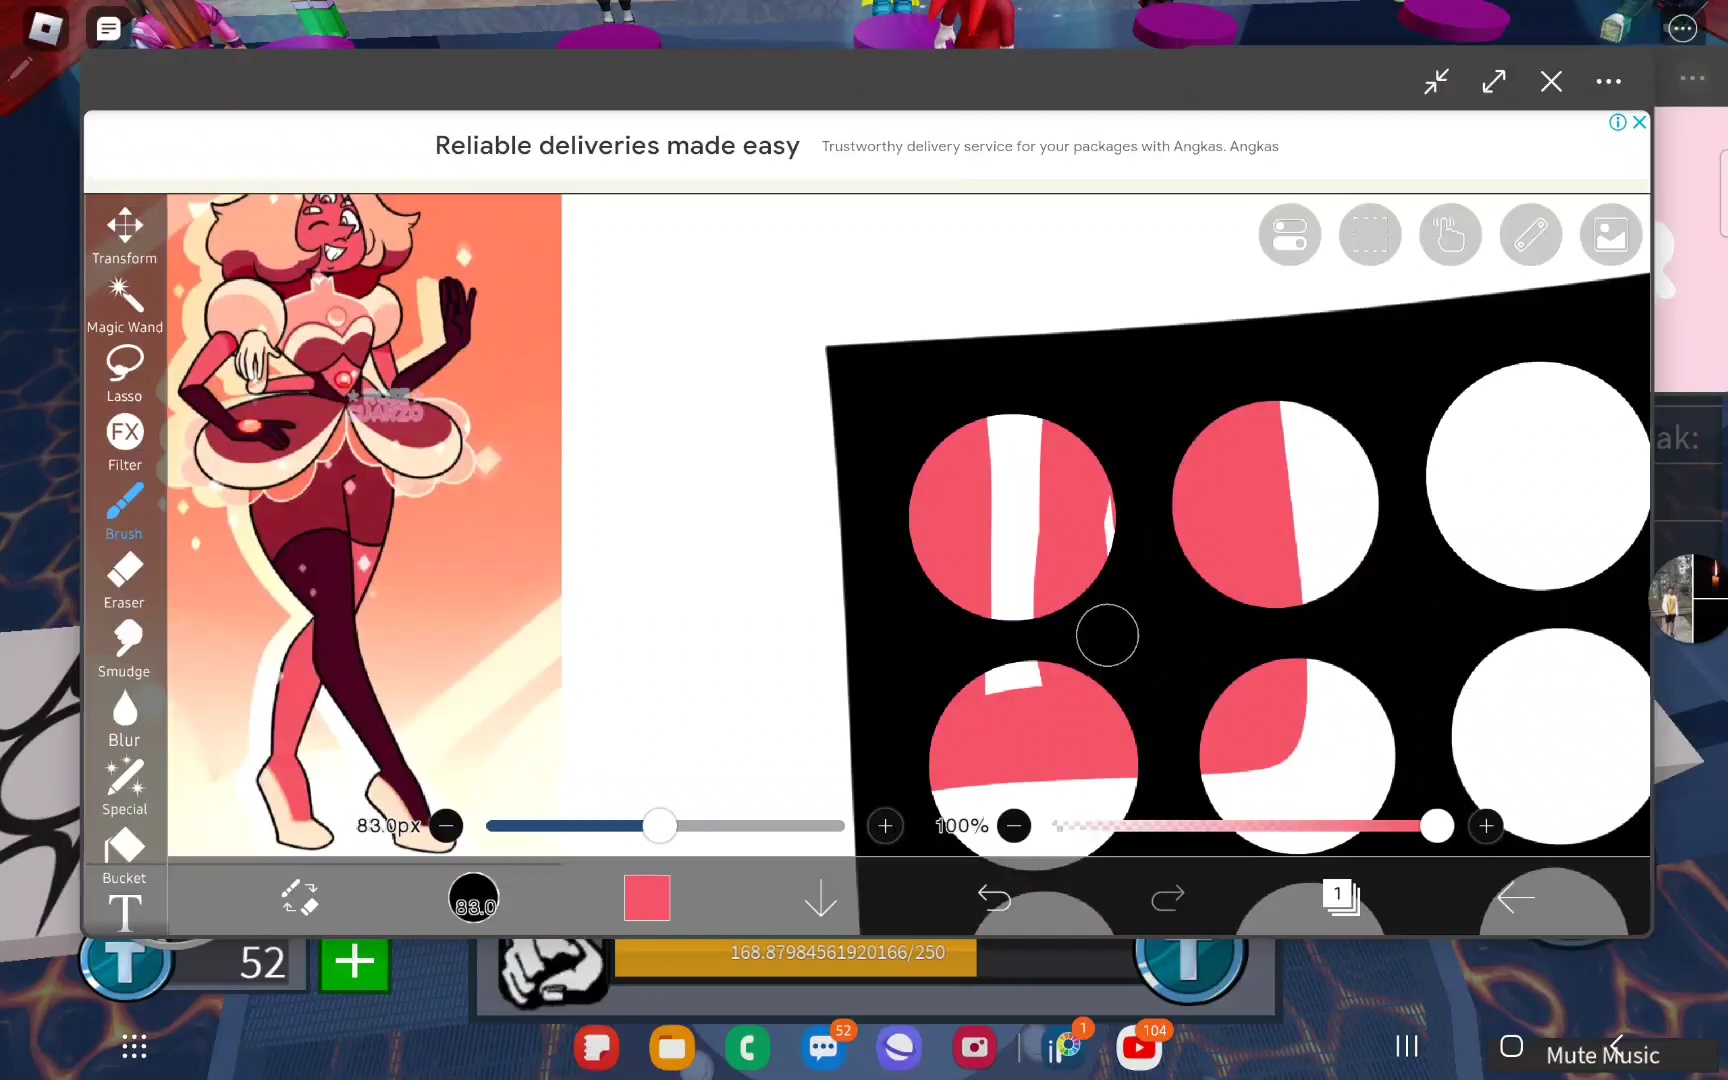 Reliable deliveries made easy
Trustworthy delivery service for your packages with Angkas. Angkas
Transform
Magic Wand
Lasso
FX
Filter
Brush
Eraser
Smudge
Blur
Special
Bucket
T
ak:
83.0px
100%
83.0
1
T
52
168.87984561920166/250
T
52
1
104
Mute Music